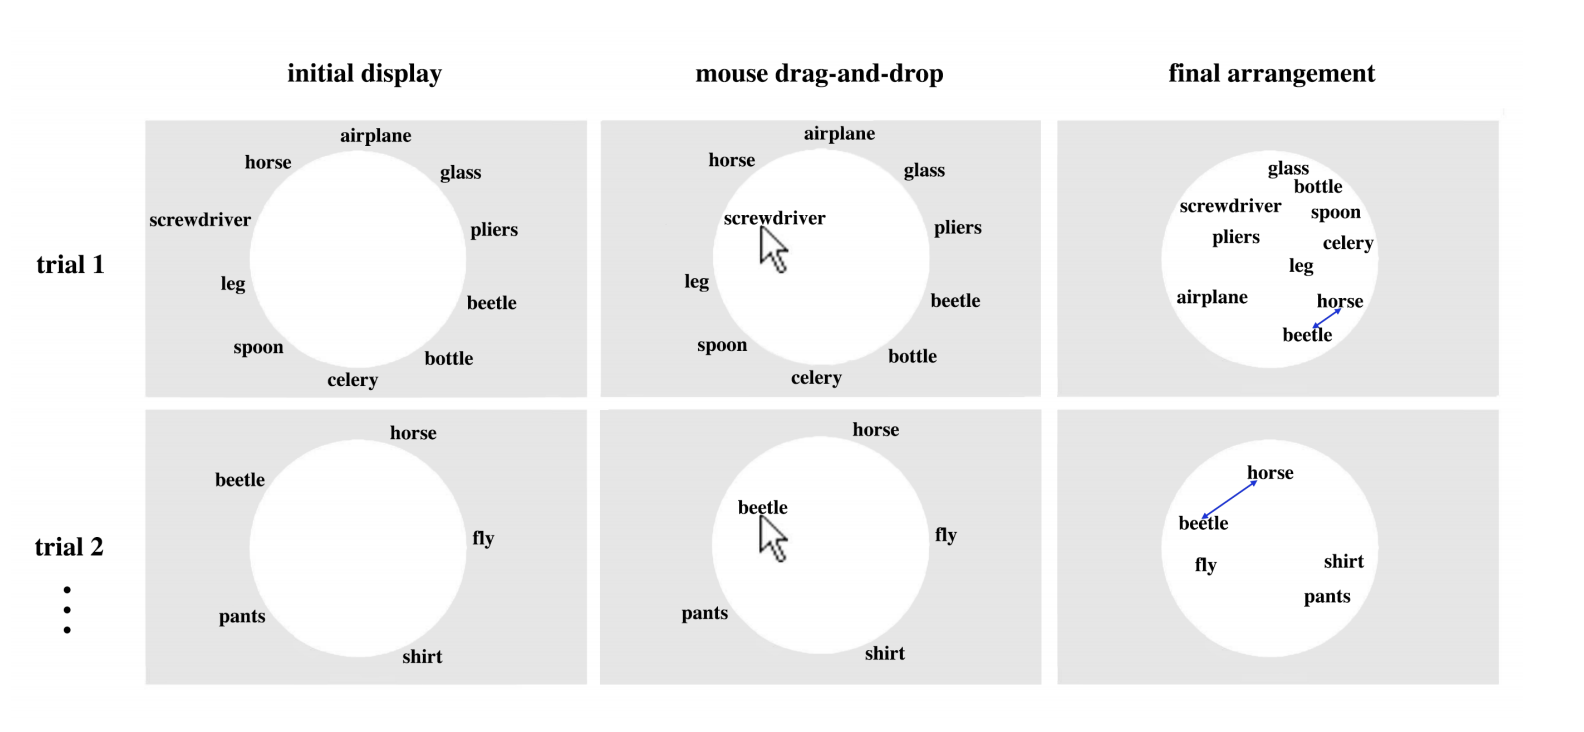 initial display
mouse drag-and-drop
final arrangement
trial 1
airplane
horse
glass
screwdriver
pliers
leg
beetle
spoon
bottle
celery
airplane
horse
glass
screwdriver
pliers
leg
beetle
spoon
bottle
celery
glass
bottle
screwdriver
spoon
pliers
celery
leg
airplane
horse
beetle
trial 2
horse
beetle
fly
pants
shirt
horse
beetle
fly
pants
shirt
horse
beetle
fly
shirt
pants